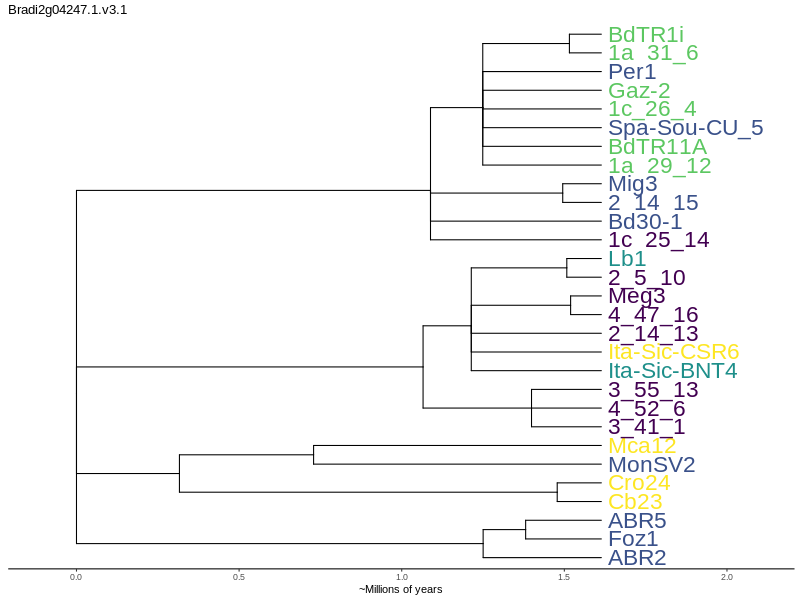 Bradi2g04247.1.v3.1
BdTR1i
1a_31_6
Per1
Gaz-2
1c_26_4
Spa-Sou-CU_5
BdTR11A
1a_29_12
Mig3
2_14_15
Bd30-1
1c_25_14
Lb1
2_5_10
Meg3
4_47_16
2_14_13
Ita-Sic-CSR6
Ita-Sic-BNT4
3_55_13
4_52_6
3_41_1
Mca12
MonSV2
Cro24
Cb23
ABR5
Foz1
ABR2
0.0 0.5 1.0 1.5 2.0
~Millions of years